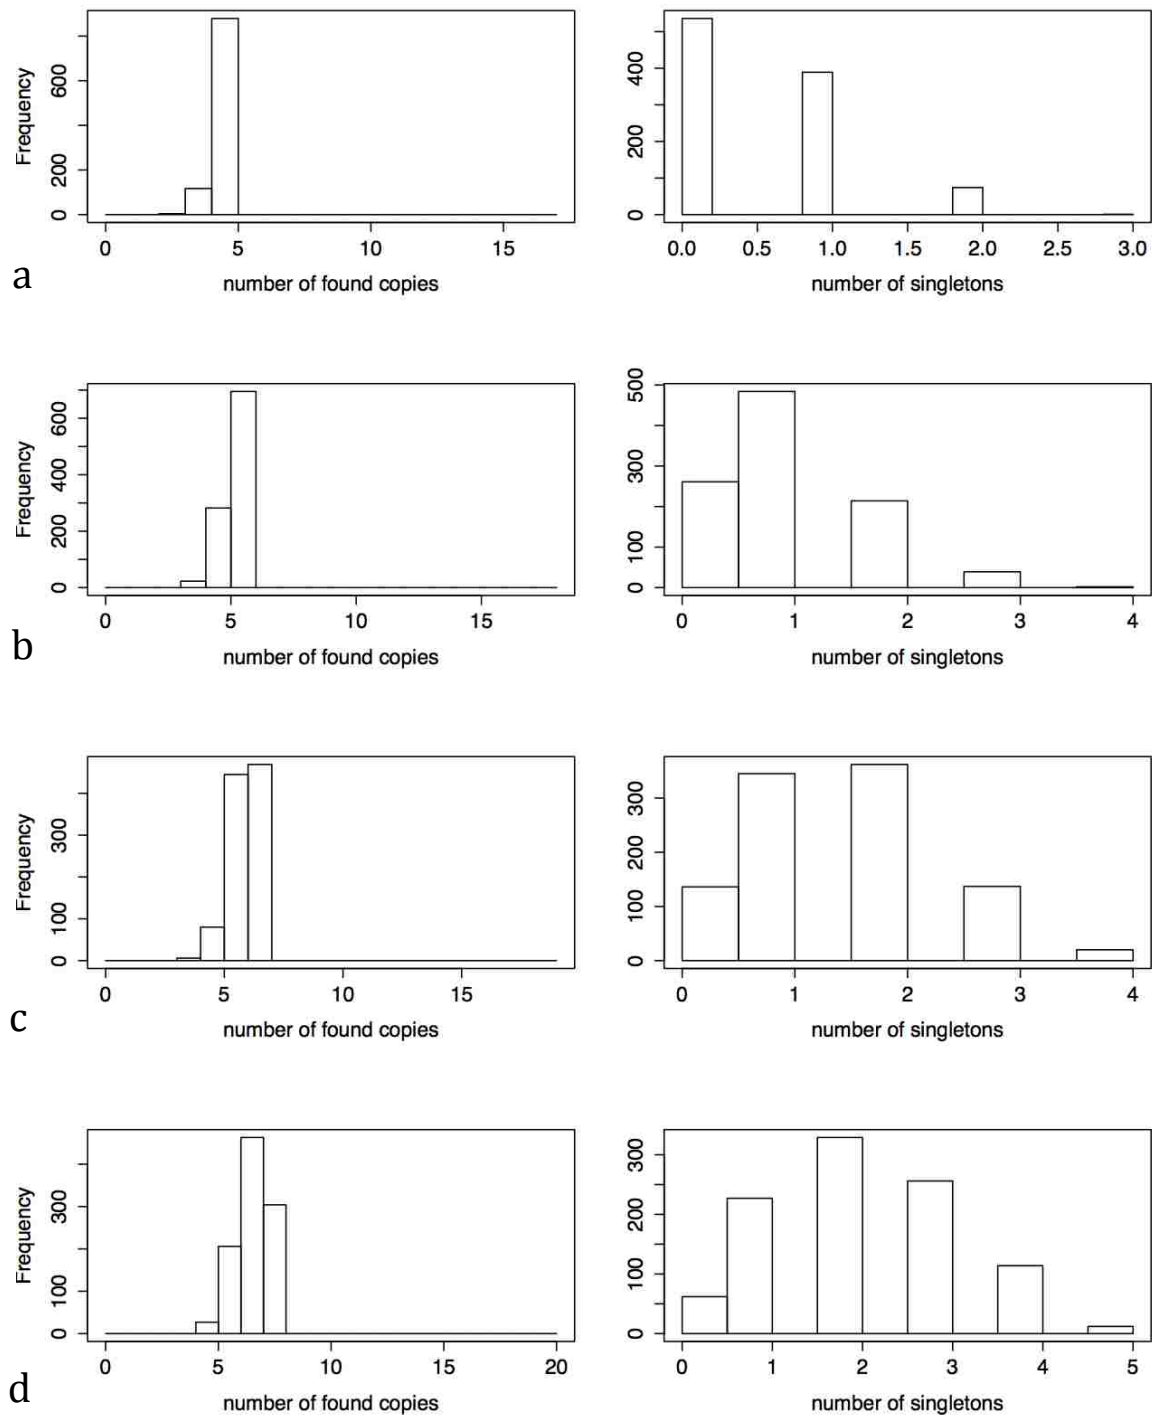 Frequency
600
200
0
0 5 10 15
number of found copies
400
200
0
0.0 0.5 1.0 1.5 2.0 2.5 3.0
number of singletons
a
Frequency
600
400
200
0
0 5 10 15
number of found copies
500
300
100
0
0 1 2 3 4
number of singletons
b
Frequency
300
100
0
0 5 10 15
number of found copies
300
200
100
0
0 1 2 3 4
number of singletons
c
Frequency
300
100
0
0 5 10 15 20
number of found copies
300
200
100
0
0 1 2 3 4 5
number of singletons
d